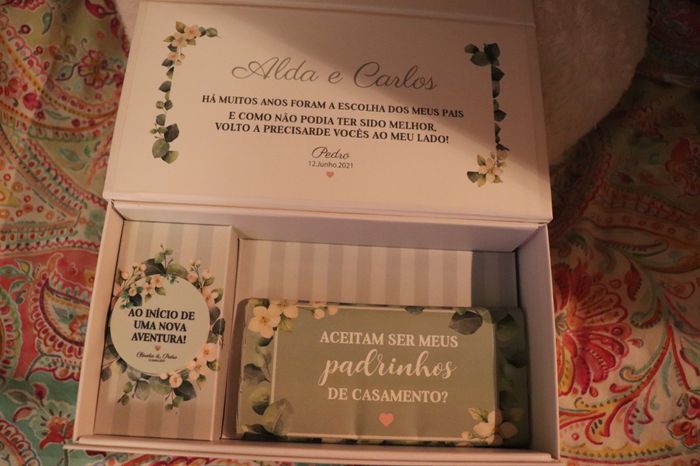 Alda e Carlos
HÁ MUITOS ANOS FORAM A ESCOLHA DOS MEUS PAIS
E COMO NÃO PODIA TER SIDO MELHOR,
VOLTO A PRECISARDE VOCÊS AO MEU LADO!
Pedro
12.Junho.2021
AO INÍCIO DE
UMA NOVA
AVENTURA!
Cláudia & Pedro
ACEITAM SER MEUS
padrinhos
DE CASAMENTO?